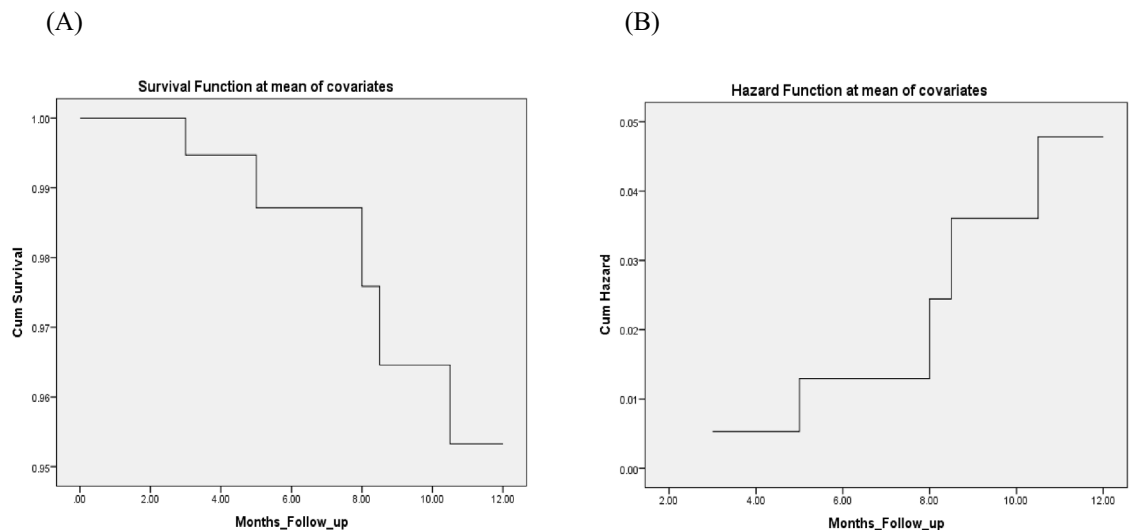 (A)
Survival Function at mean of covariates
1.00
0.99
0.98
0.97
0.96
0.95
Cum Survival
.00 2.00 4.00 6.00 8.00 10.00 12.00
Months_Follow_up
(B)
Hazard Function at mean of covariates
0.05
0.04
0.03
0.02
0.01
0.00
Cum Hazard
2.00 4.00 6.00 8.00 10.00 12.00
Months_Follow_up